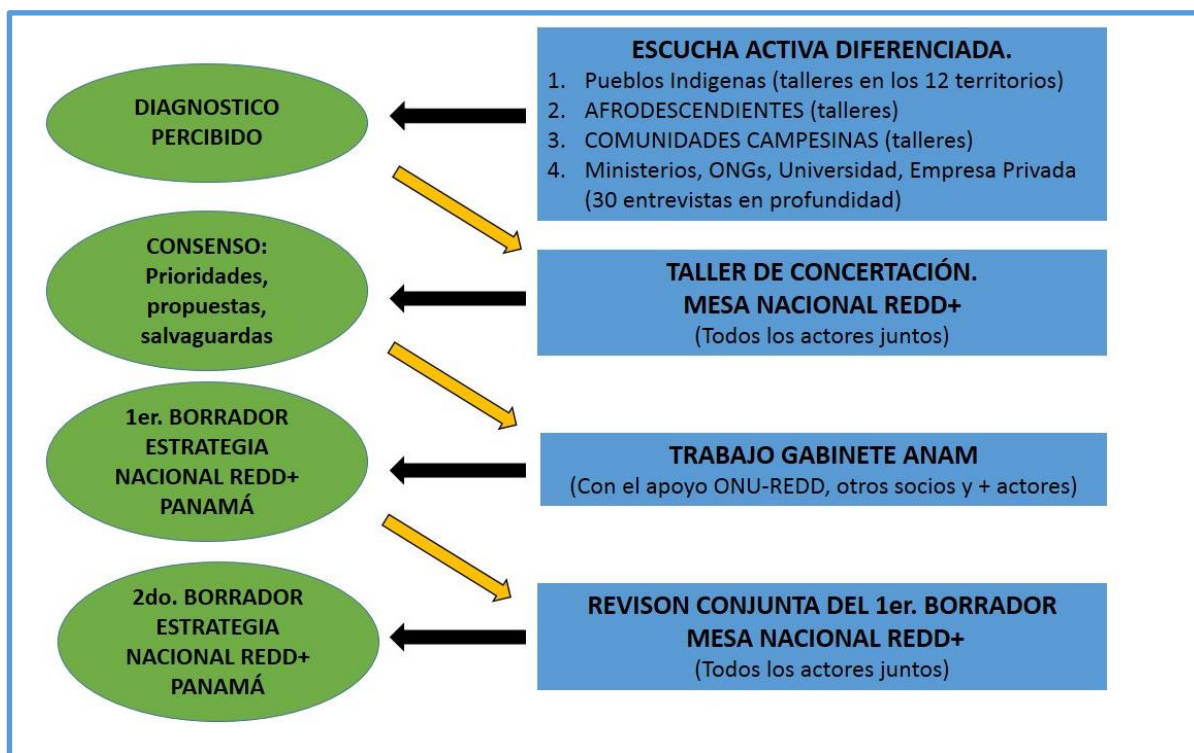 ESCUCHA ACTIVA DIFERENCIADA.
1. Pueblos Indigenas (talleres en los 12 territorios)
2. AFRODESCENDIENTES (talleres)
3. COMUNIDADES CAMPESINAS (talleres)
4. Ministerios, ONGs, Universidad, Empresa Privada
(30 entrevistas en profundidad)
DIAGNOSTICO
PERCIBIDO
TALLER DE CONCERTACIÓN.
MESA NACIONAL REDD+
(Todos los actores juntos)
CONSENSO:
Prioridades,
propuestas,
salvaguardas
TRABAJO GABINETE ANAM
(Con el apoyo ONU-REDD, otros socios y + actores)
1er. BORRADOR
ESTRATEGIA
NACIONAL REDD+
PANAMÁ
REVISON CONJUNTA DEL 1er. BORRADOR
MESA NACIONAL REDD+
(Todos los actores juntos)
2do. BORRADOR
ESTRATEGIA
NACIONAL REDD+
PANAMÁ